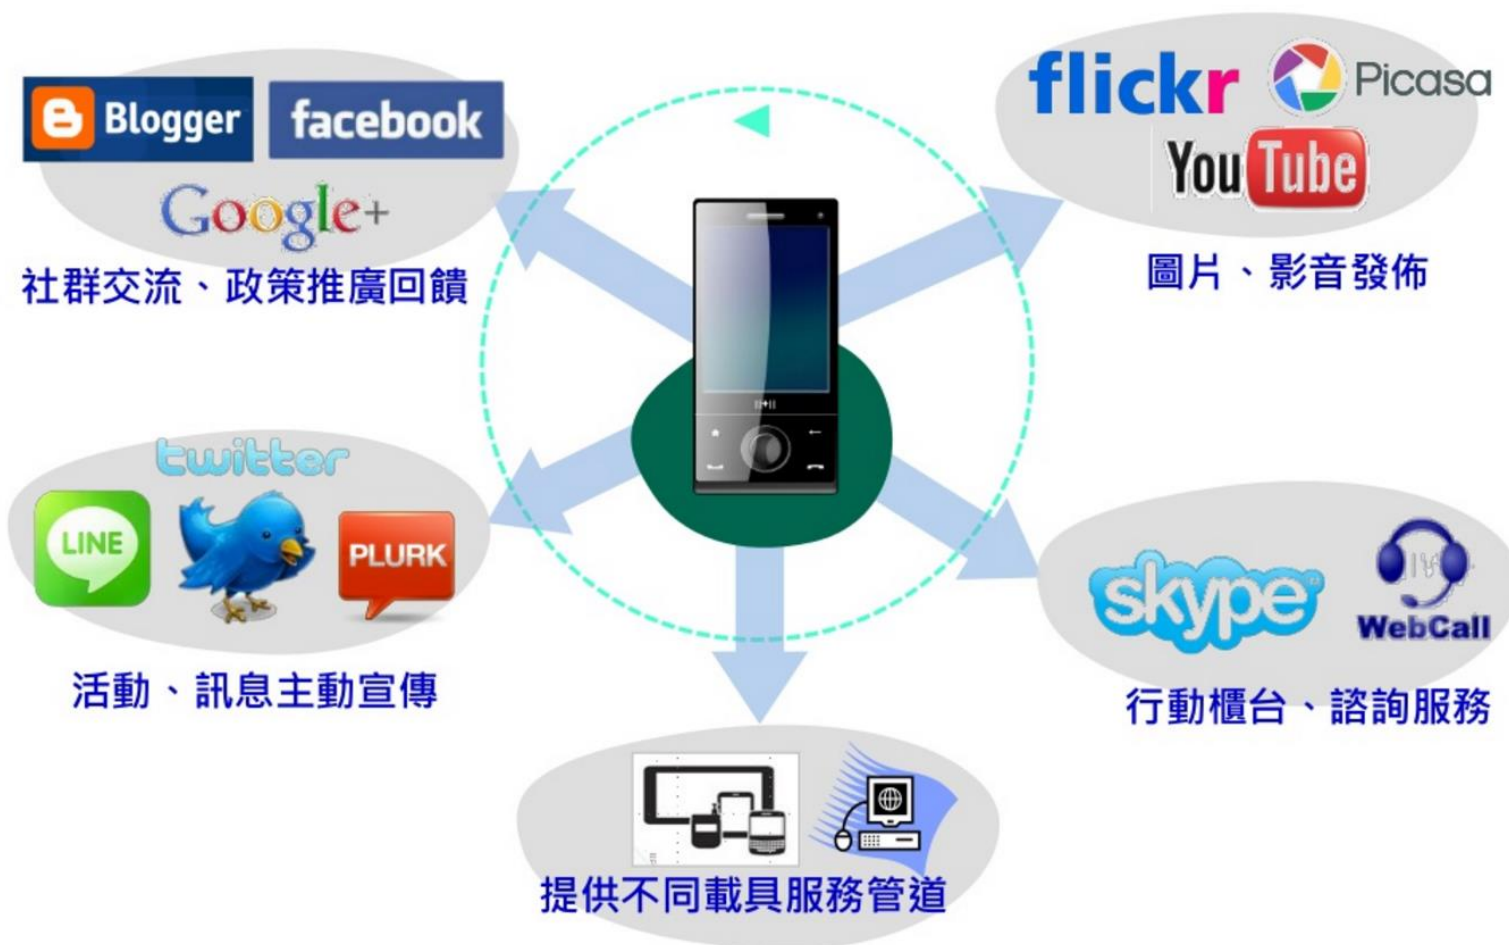 Blogger
facebook
Google+
社群交流、政策推廣回饋
flickr
Picasa
YouTube
圖片、影音發佈
twitter
LINE
PLURK
活動、訊息主動宣傳
skype
WebCall
行動櫃台、諮詢服務
提供不同載具服務管道